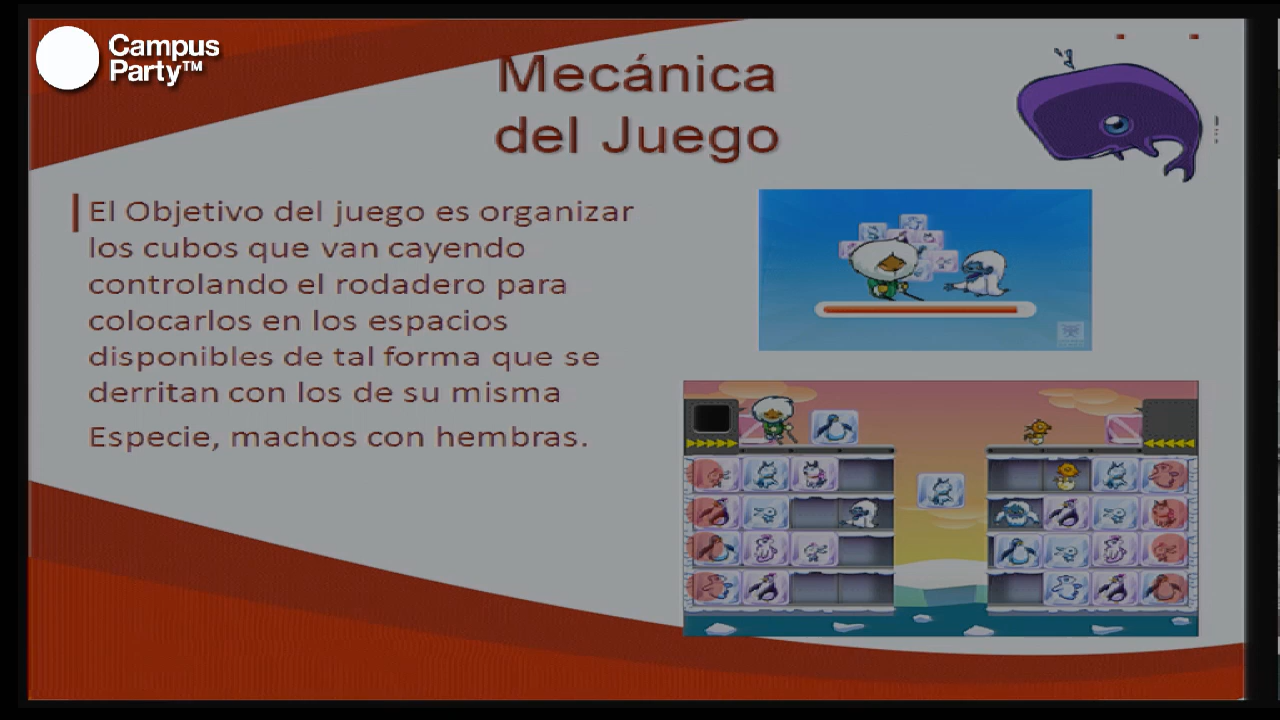 Campus
Party™
Mecánica
del Juego
El Objetivo del juego es organizar
los cubos que van cayendo
controlando el rodadero para
colocarlos en los espacios
disponibles de tal forma que se
derritan con los de su misma
Especie, machos con hembras.